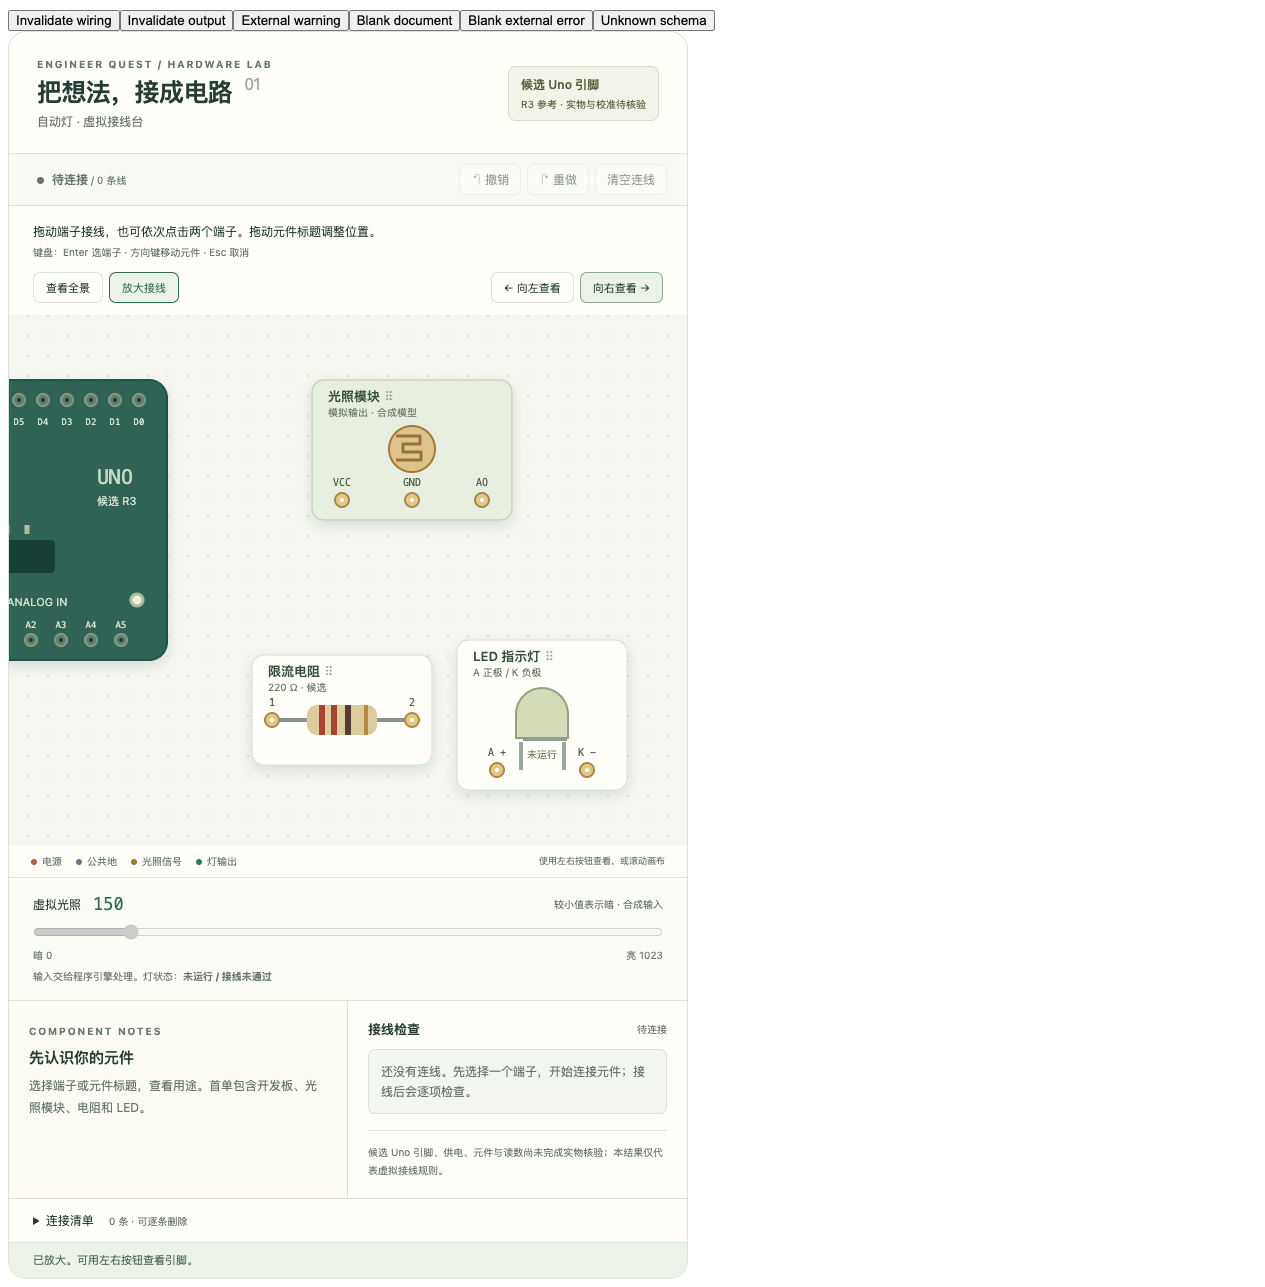 Invalidate wiring Invalidate output External warning Blank document Blank external error Unknown schema
ENGINEER QUEST / HARDWARE LAB
把想法，接成电路 01
自动灯 · 虚拟接线台
候选 Uno 引脚
R3 参考 · 实物与校准待核验
待连接 / 0 条线
撤销 重做 清空连线
拖动端子接线，也可依次点击两个端子。拖动元件标题调整位置。
键盘：Enter 选端子 · 方向键移动元件 · Esc 取消
查看全景 放大接线 ← 向左查看 向右查看 →
D5 D4 D3 D2 D1 D0
UNO
候选 R3
ANALOG IN
A2 A3 A4 A5
光照模块
模拟输出 · 合成模型
VCC GND AO
限流电阻
220 Ω · 候选
1 2
LED 指示灯
A 正极 / K 负极
A + 未运行 K −
电源 公共地 光照信号 灯输出 使用左右按钮查看，或滚动画布
虚拟光照 150 较小值表示暗 · 合成输入
暗 0 亮 1023
输入交给程序引擎处理。灯状态：未运行 / 接线未通过
COMPONENT NOTES
先认识你的元件
选择端子或元件标题，查看用途。首单包含开发板、光
照模块、电阻和 LED。
接线检查 待连接
还没有连线。先选择一个端子，开始连接元件；接
线后会逐项检查。
候选 Uno 引脚、供电、元件与读数尚未完成实物核验；本结果仅代
表虚拟接线规则。
连接清单 0 条 · 可逐条删除
已放大。可用左右按钮查看引脚。